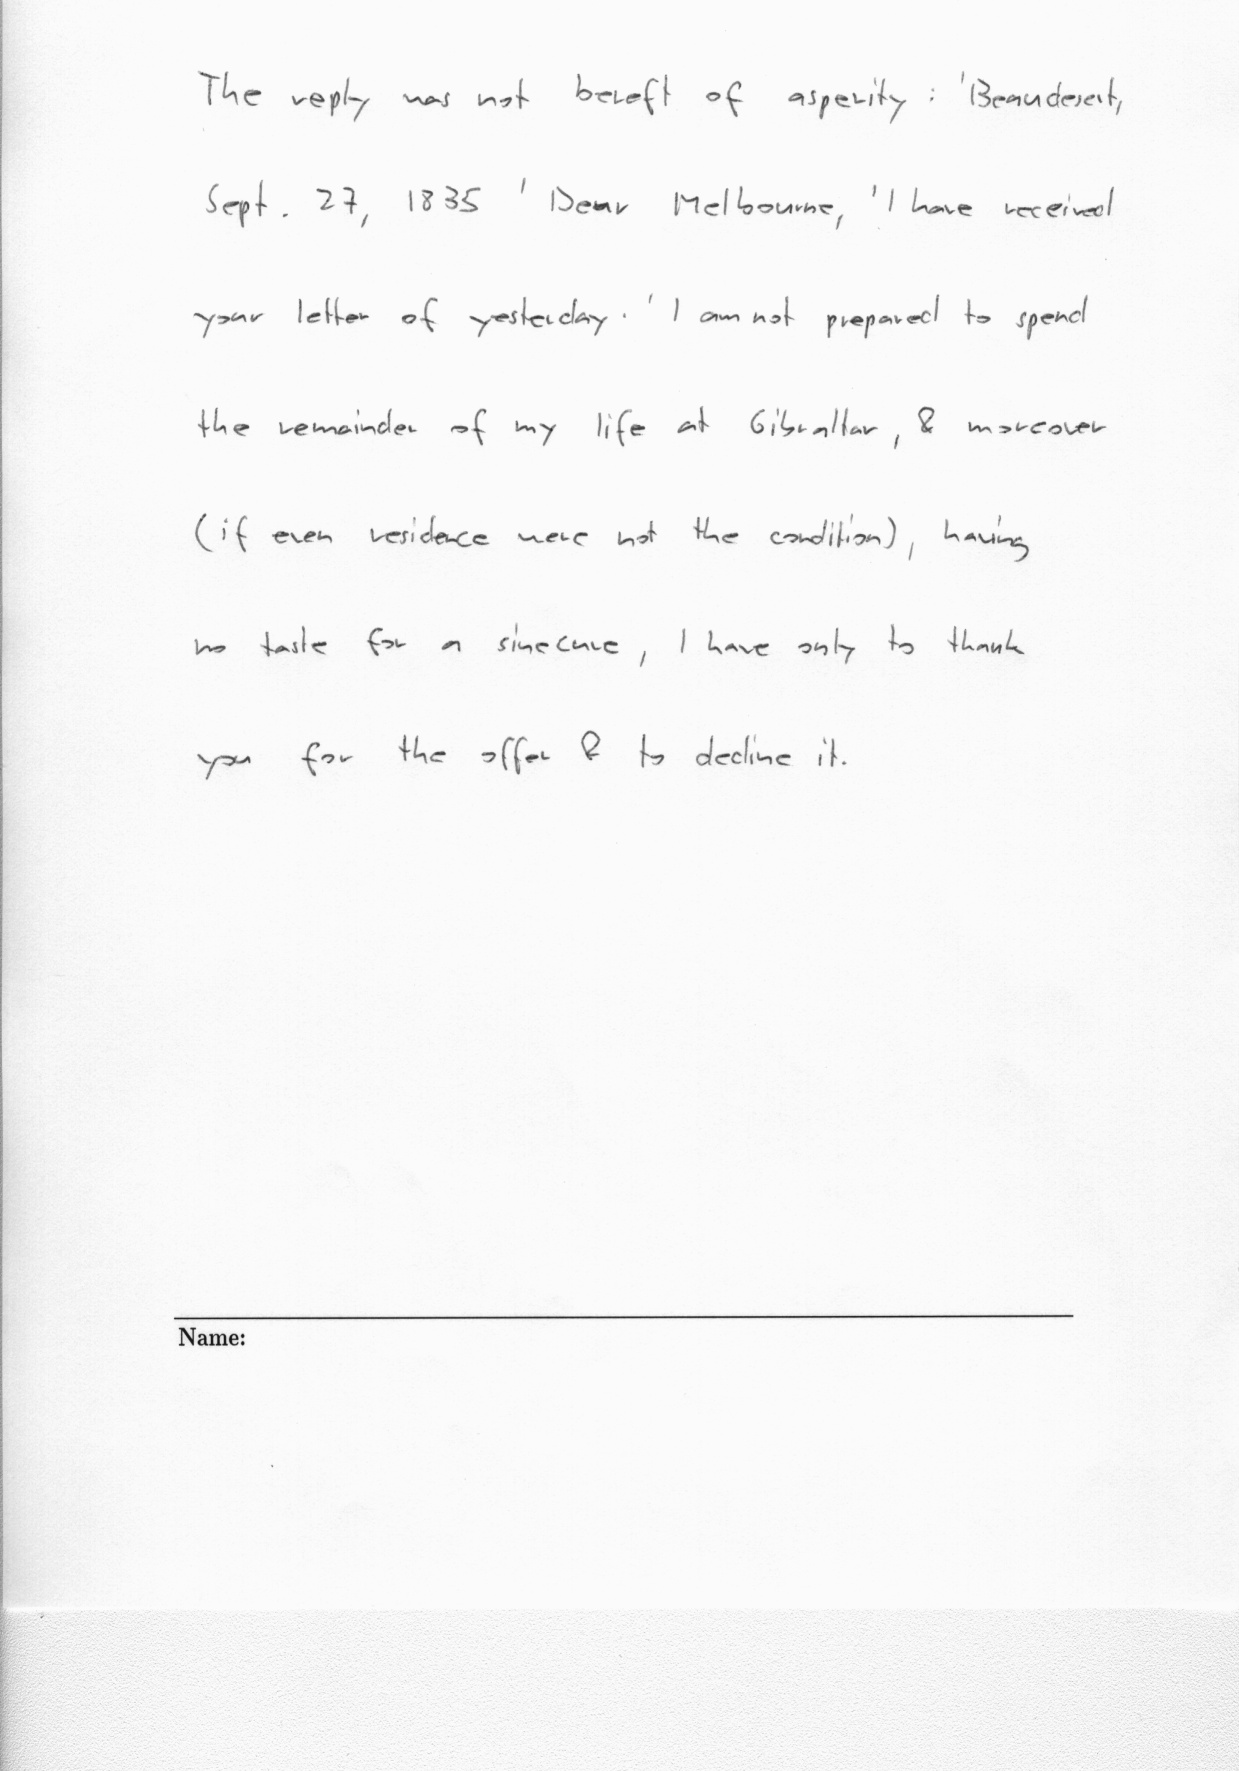 The reply was not bereft of asperity : 'Beaudesert,
Sept. 27, 1835 ' Dear Melbourne, 'I have received
your letter of yesterday. ' I am not prepared to spend
the remainder of my life at Gibraltar, & moreover
(if even residence were not the condition), having
no taste for a sinecure, I have only to thank
you for the offer & to decline it.
Name: